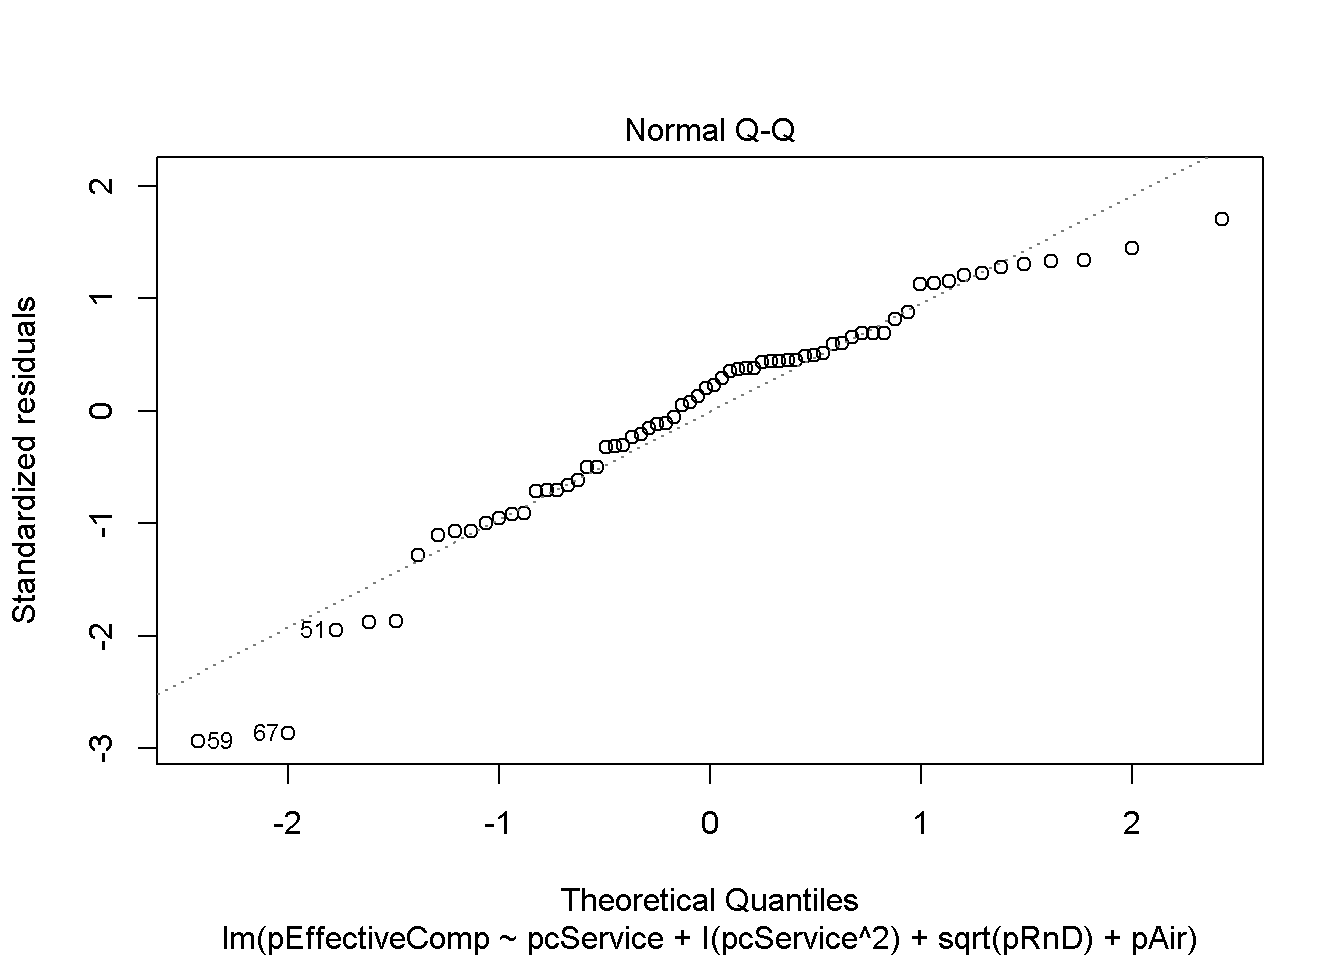 Normal Q-Q
Standardized residuals
2
1
0
-1
-2
-3
51
67
59
-2 -1 0 1 2
Theoretical Quantiles
lm(pEffectiveComp ~ pcService + I(pcService^2) + sqrt(pRnD) + pAir)